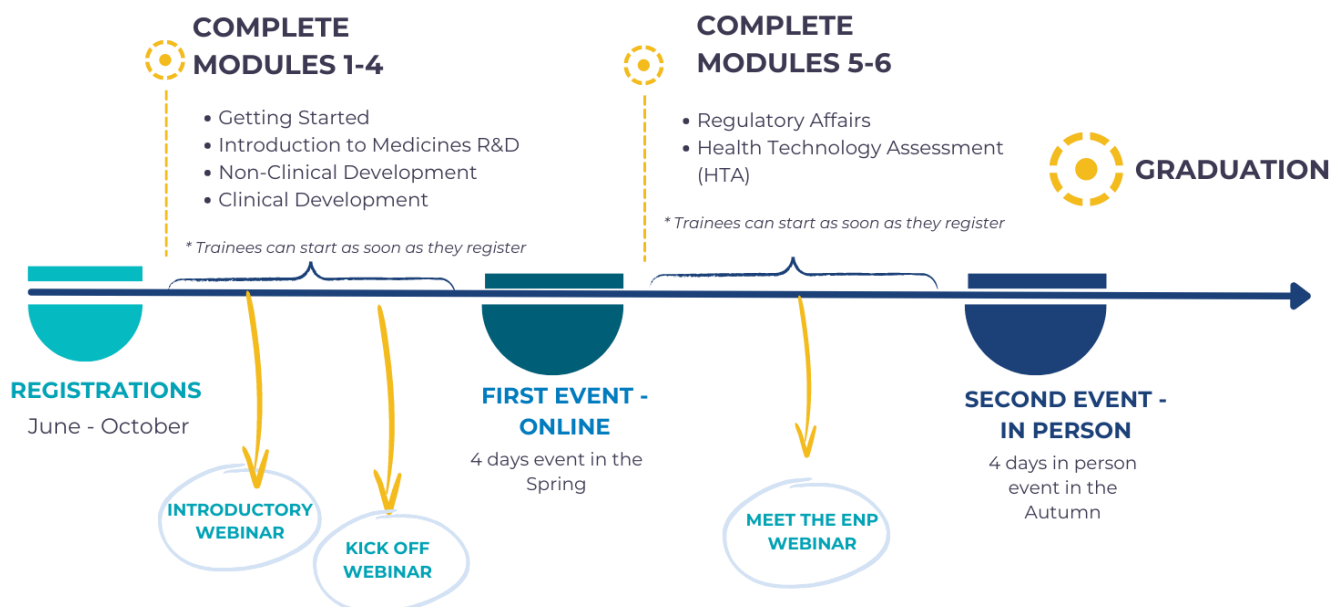 COMPLETE
MODULES 1-4
• Getting Started
• Introduction to Medicines R&D
• Non-Clinical Development
• Clinical Development
* Trainees can start as soon as they register
COMPLETE
MODULES 5-6
• Regulatory Affairs
• Health Technology Assessment
(HTA)
* Trainees can start as soon as they register
GRADUATION
REGISTRATIONS
June - October
INTRODUCTORY
WEBINAR
KICK OFF
WEBINAR
FIRST EVENT -
ONLINE
4 days event in the
Spring
MEET THE ENP
WEBINAR
SECOND EVENT -
IN PERSON
4 days in person
event in the
Autumn